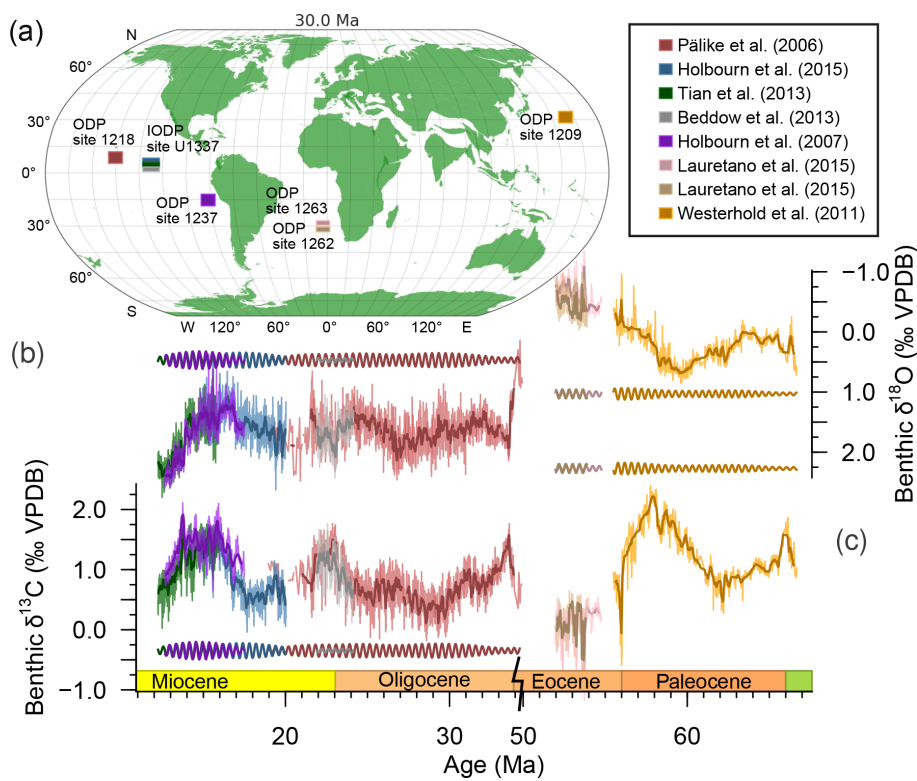 (a)
30.0 Ma
N
60°
30°
0°
30°
60°
S
W 120° 60° 0° 60° 120° E
ODP
site 1218
IODP
site U1337
ODP
site 1237
ODP
site 1263
ODP
site 1262
ODP
site 1209
Pälike et al. (2006)
Holbourn et al. (2015)
Tian et al. (2013)
Beddow et al. (2013)
Holbourn et al. (2007)
Lauretano et al. (2015)
Lauretano et al. (2015)
Westerhold et al. (2011)
(b)
−1.0
0.0
1.0
2.0
Benthic δ18O (‰ VPDB)
(c)
2.0
1.0
0.0
−1.0
Benthic δ13C (‰ VPDB)
Miocene Oligocene Eocene Paleocene
20 30 50 60
Age (Ma)